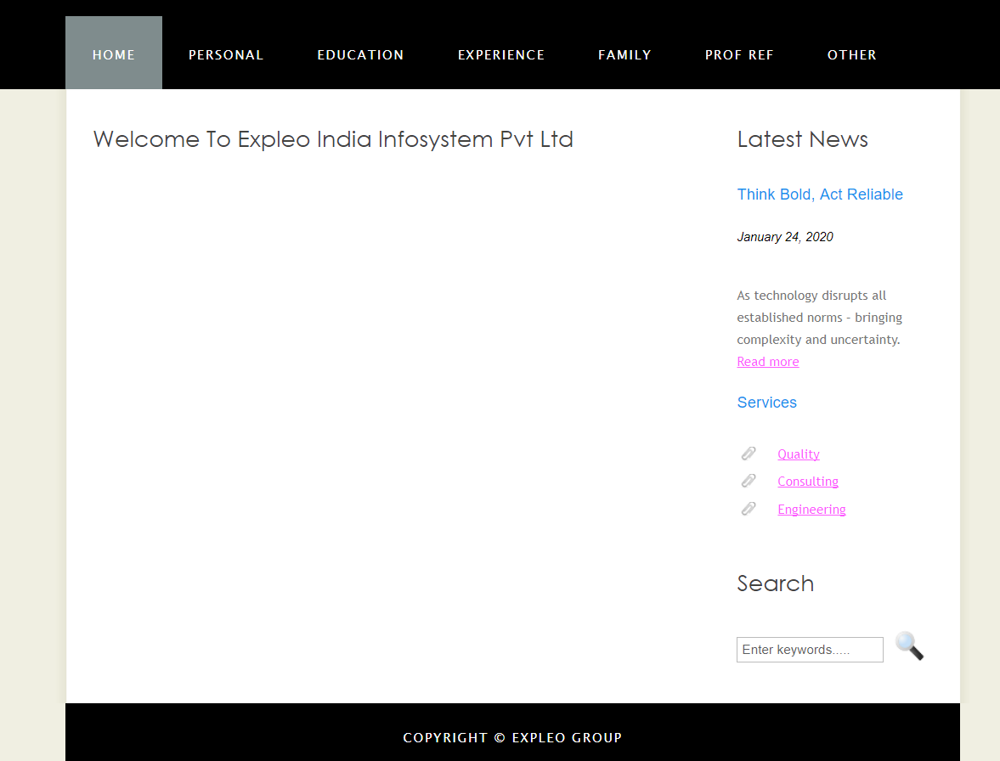 HOME PERSONAL EDUCATION EXPERIENCE FAMILY PROF REF OTHER
Welcome To Expleo India Infosystem Pvt Ltd
Latest News
Think Bold, Act Reliable
January 24, 2020
As technology disrupts all
established norms - bringing
complexity and uncertainty.
Read more
Services
Quality
Consulting
Engineering
Search
Enter keywords.....
COPYRIGHT © EXPLEO GROUP